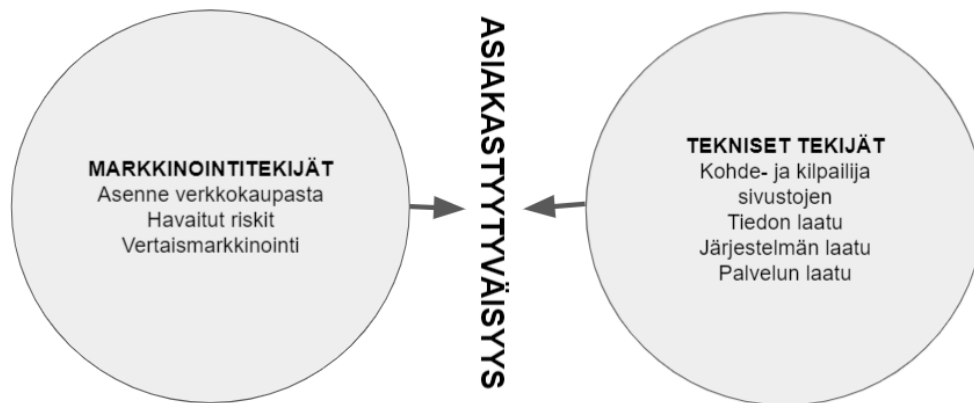 MARKKINOINTITEKIJÄT
Asenne verkkokaupasta
Havaitut riskit
Vertaismarkkinointi
ASIAKASTYYTYVÄISYYS
TEKNISET TEKIJÄT
Kohde- ja kilpailija
sivustojen
Tiedon laatu
Järjestelmän laatu
Palvelun laatu